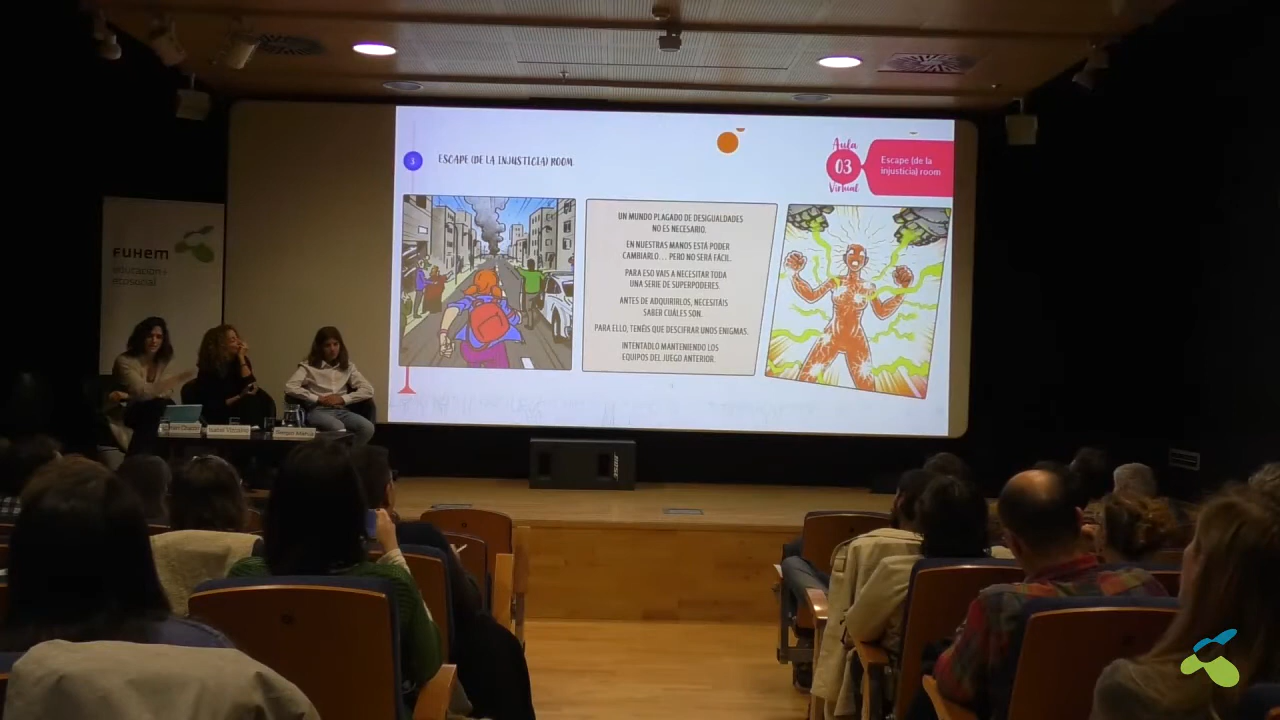 3
ESCAPE (DE LA INJUSTICIA) ROOM
Aula
03
Virtual
Escape (de la
injusticia) room
UN MUNDO PLAGADO DE DESIGUALDADES
NO ES NECESARIO.
EN NUESTRAS MANOS ESTÁ PODER
CAMBIARLO... PERO NO SERÁ FÁCIL.
PARA ESO VAIS A NECESITAR TODA
UNA SERIE DE SUPERPODERES.
ANTES DE ADQUIRIRLOS, NECESITÁIS
SABER CUÁLES SON.
PARA ELLO, TENÉIS QUE DESCIFRAR UNOS ENIGMAS.
INTENTADLO MANTENIENDO LOS
EQUIPOS DEL JUEGO ANTERIOR.
FUHEM
educación +
ecosocial